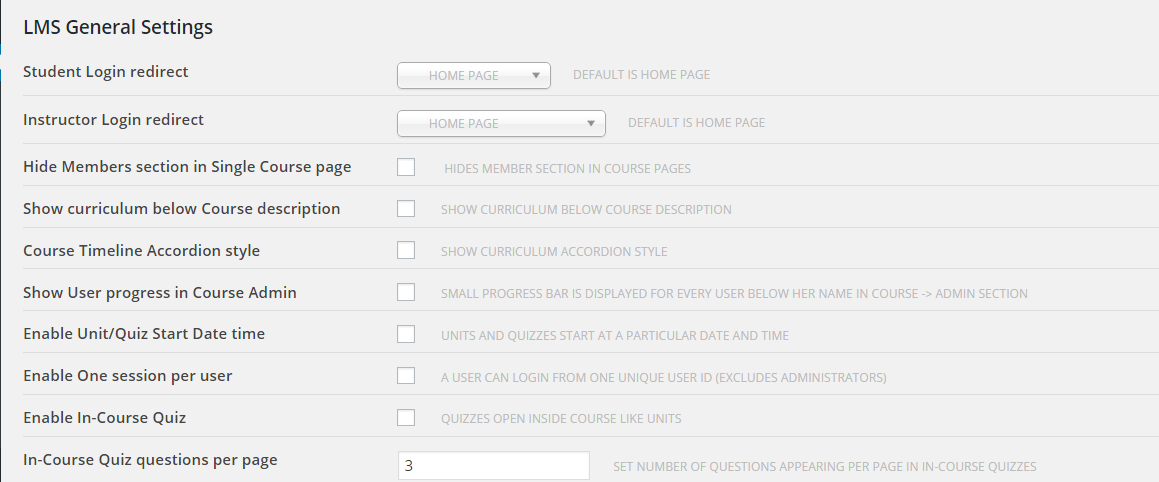 LMS General Settings
Student Login redirect HOME PAGE DEFAULT IS HOME PAGE
Instructor Login redirect HOME PAGE DEFAULT IS HOME PAGE
Hide Members section in Single Course page HIDES MEMBER SECTION IN COURSE PAGES
Show curriculum below Course description SHOW CURRICULUM BELOW COURSE DESCRIPTION
Course Timeline Accordion style SHOW CURRICULUM ACCORDION STYLE
Show User progress in Course Admin SMALL PROGRESS BAR IS DISPLAYED FOR EVERY USER BELOW HER NAME IN COURSE -> ADMIN SECTION
Enable Unit/Quiz Start Date time UNITS AND QUIZZES START AT A PARTICULAR DATE AND TIME
Enable One session per user A USER CAN LOGIN FROM ONE UNIQUE USER ID (EXCLUDES ADMINISTRATORS)
Enable In-Course Quiz QUIZZES OPEN INSIDE COURSE LIKE UNITS
In-Course Quiz questions per page 3 SET NUMBER OF QUESTIONS APPEARING PER PAGE IN IN-COURSE QUIZZES